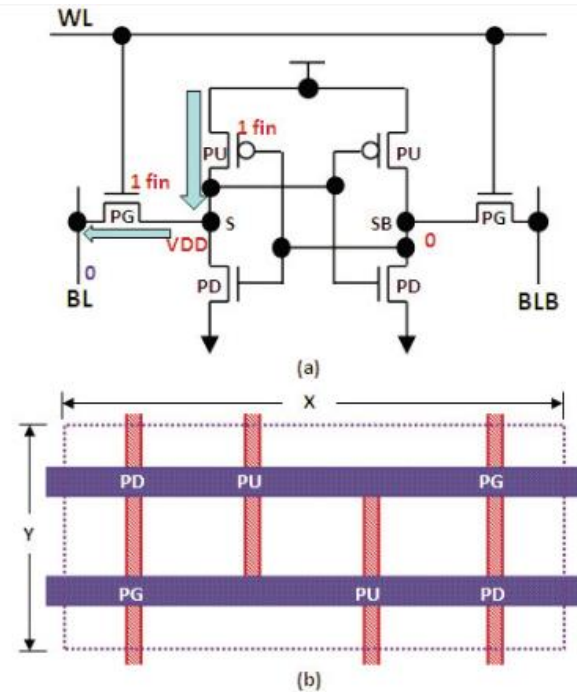 WL
1 fin
PU
PU
1 fin
PG
S
SB
PG
VDD
0
0
BL
PD
PD
BLB
(a)
X
PD
PU
PG
Y
PG
PU
PD
(b)